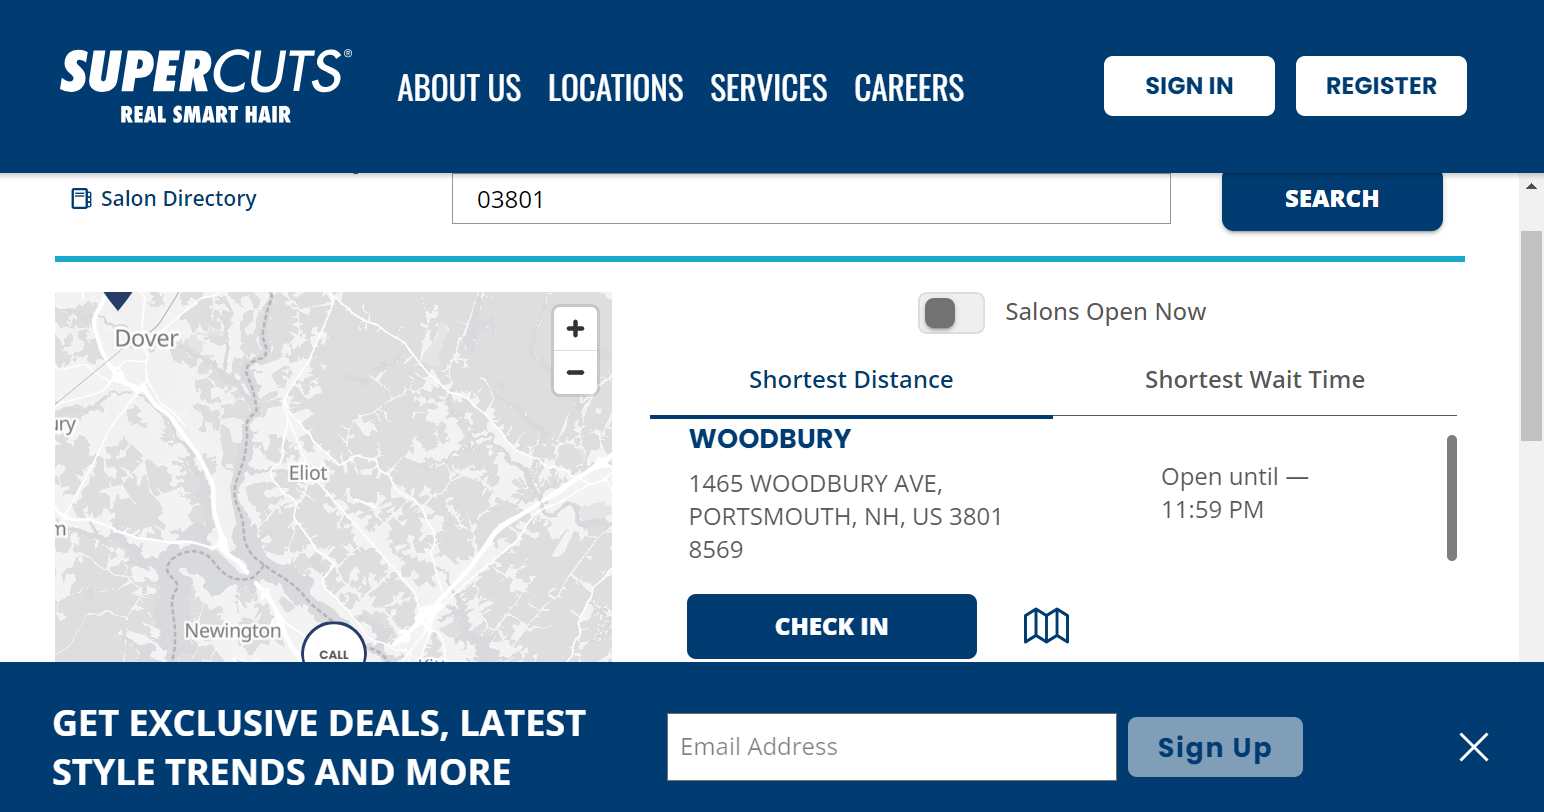 SUPERCUTS®
REAL SMART HAIR
ABOUT US LOCATIONS SERVICES CAREERS
SIGN IN
REGISTER
Salon Directory
03801
SEARCH
Dover
Eliot
Newington
CALL
+
−
Salons Open Now
Shortest Distance
Shortest Wait Time
WOODBURY
1465 WOODBURY AVE,
PORTSMOUTH, NH, US 3801
8569
Open until —
11:59 PM
CHECK IN
GET EXCLUSIVE DEALS, LATEST
STYLE TRENDS AND MORE
Email Address
Sign Up